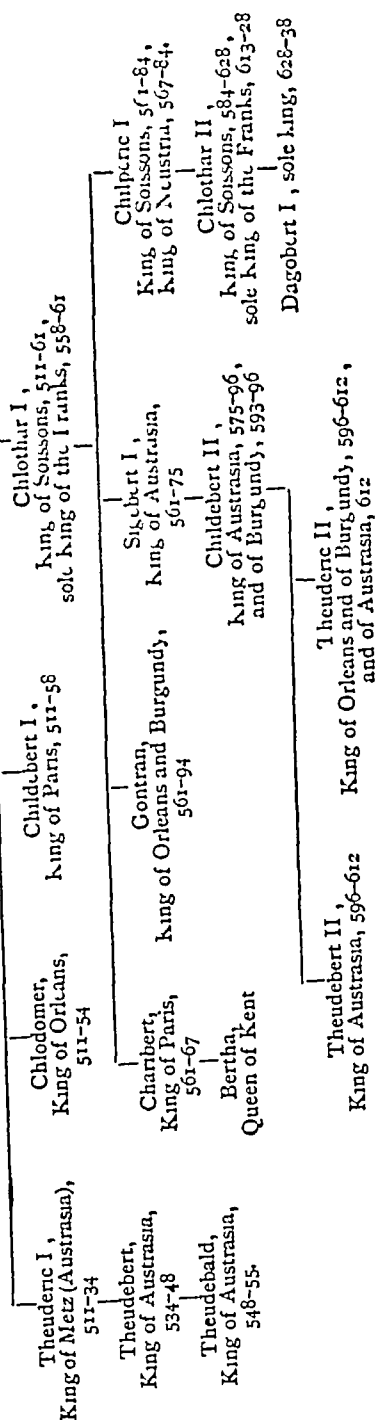 Theuderic I,
King of Metz (Austrasia),
511-34
Theudebert,
King of Austrasia,
534-48
Theudebald,
King of Austrasia,
548-55.
Chlodomer,
King of Orleans,
511-54
Childebert I,
King of Paris, 511-58
Chlothar I,
King of Soissons, 511-61,
sole King of the Franks, 558-61
Charibert,
King of Paris,
561-67
Bertha,
Queen of Kent
Gontran,
King of Orleans and Burgundy,
561-94
Sigebert I,
King of Austrasia,
561-75
Childebert II,
King of Austrasia, 575-96,
and of Burgundy, 593-96
Chilperic I
King of Soissons, 561-84,
King of Neustria, 567-84.
Chlothar II,
King of Soissons, 584-628,
sole King of the Franks, 613-28
Dagobert I, sole King, 628-38
Theudebert II,
King of Austrasia, 596-612
Theuderic II,
King of Orleans and of Burgundy, 596-612,
and of Austrasia, 612